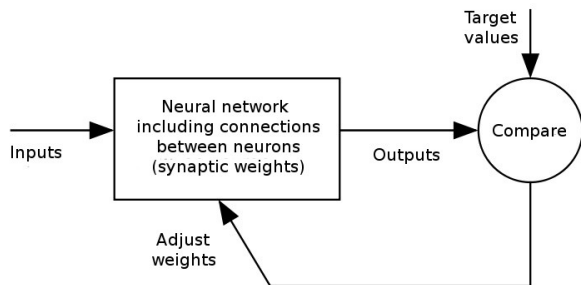 Target
values
Neural network
including connections
between neurons
(synaptic weights)
Compare
Inputs
Outputs
Adjust
weights